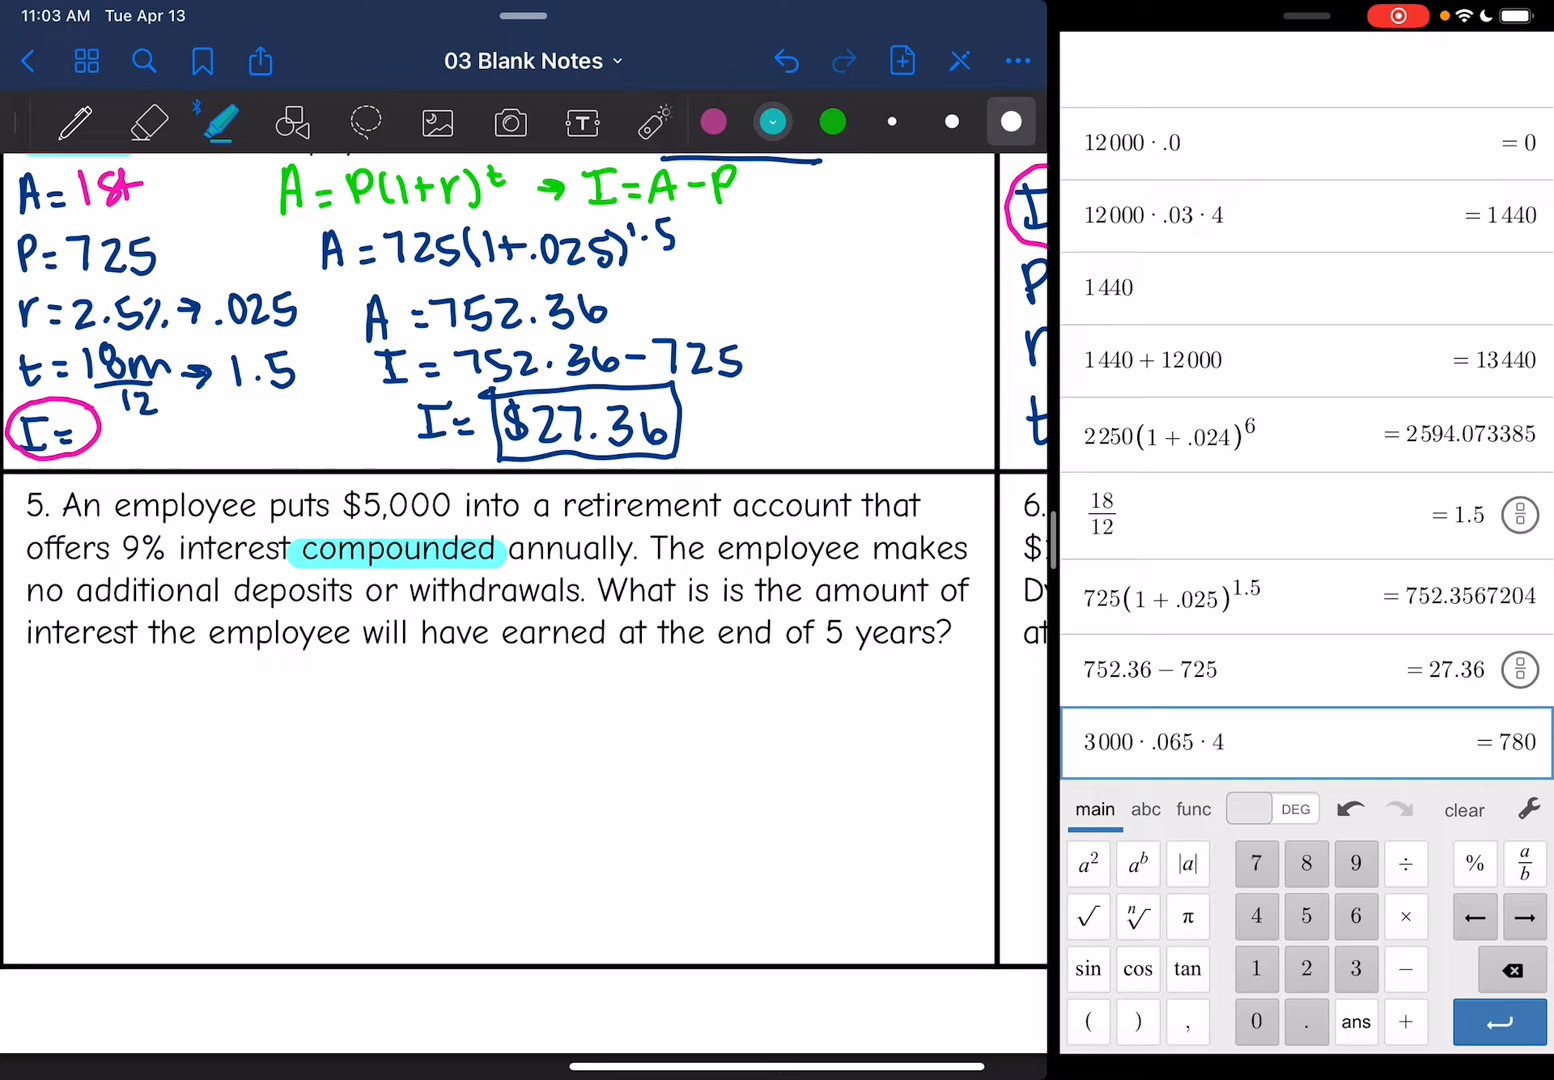 11:03 AM Tue Apr 13
03 Blank Notes
A = 1st
A = P(1+r)^t → I = A - P
P = 725
A = 725(1+.025)^1.5
r = 2.5% → .025
A = 752.36
t = 18m/12 → 1.5
I = 752.36 - 725
I =
I = $27.36
5. An employee puts $5,000 into a retirement account that
offers 9% interest compounded annually. The employee makes
no additional deposits or withdrawals. What is is the amount of
interest the employee will have earned at the end of 5 years?
I
P
r
t
6.
$
D
at
12000 · .0 = 0
12000 · .03 · 4 = 1440
1440
1440 + 12000 = 13440
2250(1 + .024)^6 = 2594.073385
18/12 = 1.5
725(1 + .025)^1.5 = 752.3567204
752.36 − 725 = 27.36
3000 · .065 · 4 = 780
main abc func DEG clear
a² a^b |a| 7 8 9 ÷ % a/b
√ ⁿ√ π 4 5 6 × ← →
sin cos tan 1 2 3 −
( ) , 0 . ans +